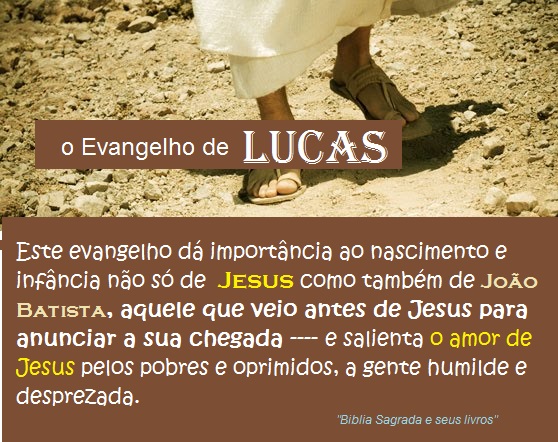 o Evangelho de LUCAS
Este evangelho dá importância ao nascimento e
infância não só de JESUS como também de JOÃO
BATISTA, aquele que veio antes de Jesus para
anunciar a sua chegada ---- e salienta o amor de
Jesus pelos pobres e oprimidos, a gente humilde e
desprezada.
"Biblia Sagrada e seus livros"